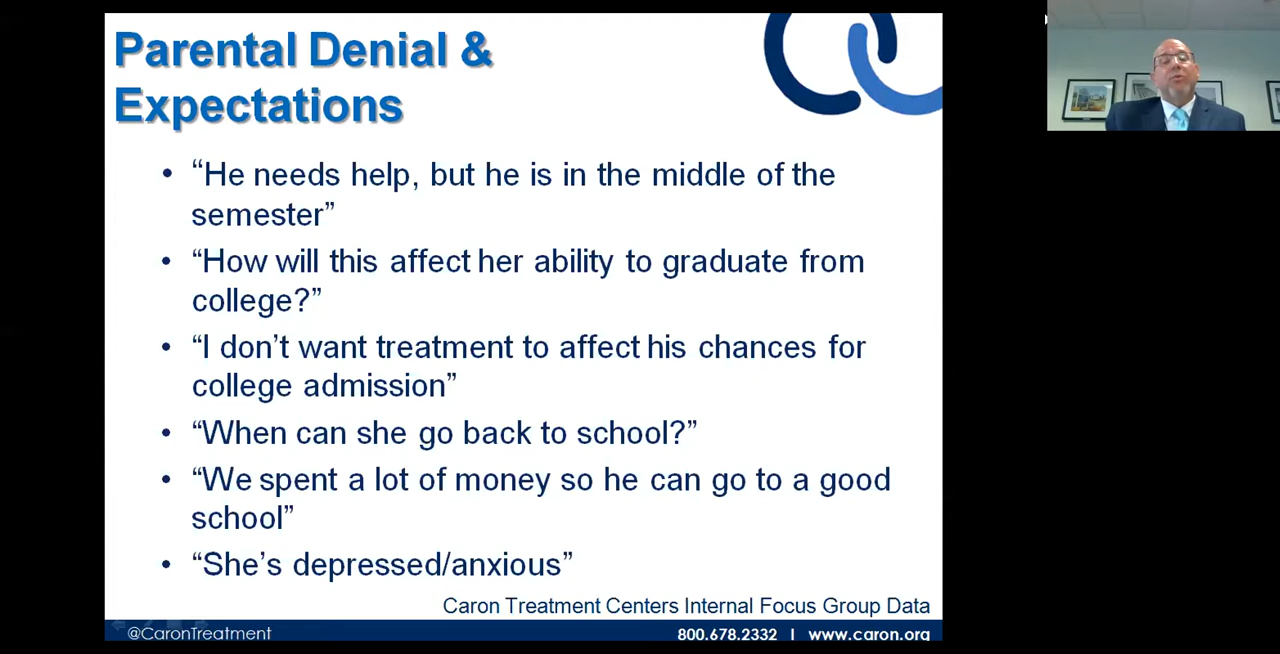 Parental Denial &
Expectations
• “He needs help, but he is in the middle of the
semester”
• “How will this affect her ability to graduate from
college?”
• “I don’t want treatment to affect his chances for
college admission”
• “When can she go back to school?”
• “We spent a lot of money so he can go to a good
school”
• “She’s depressed/anxious”
Caron Treatment Centers Internal Focus Group Data
@CaronTreatment 800.678.2332 | www.caron.org